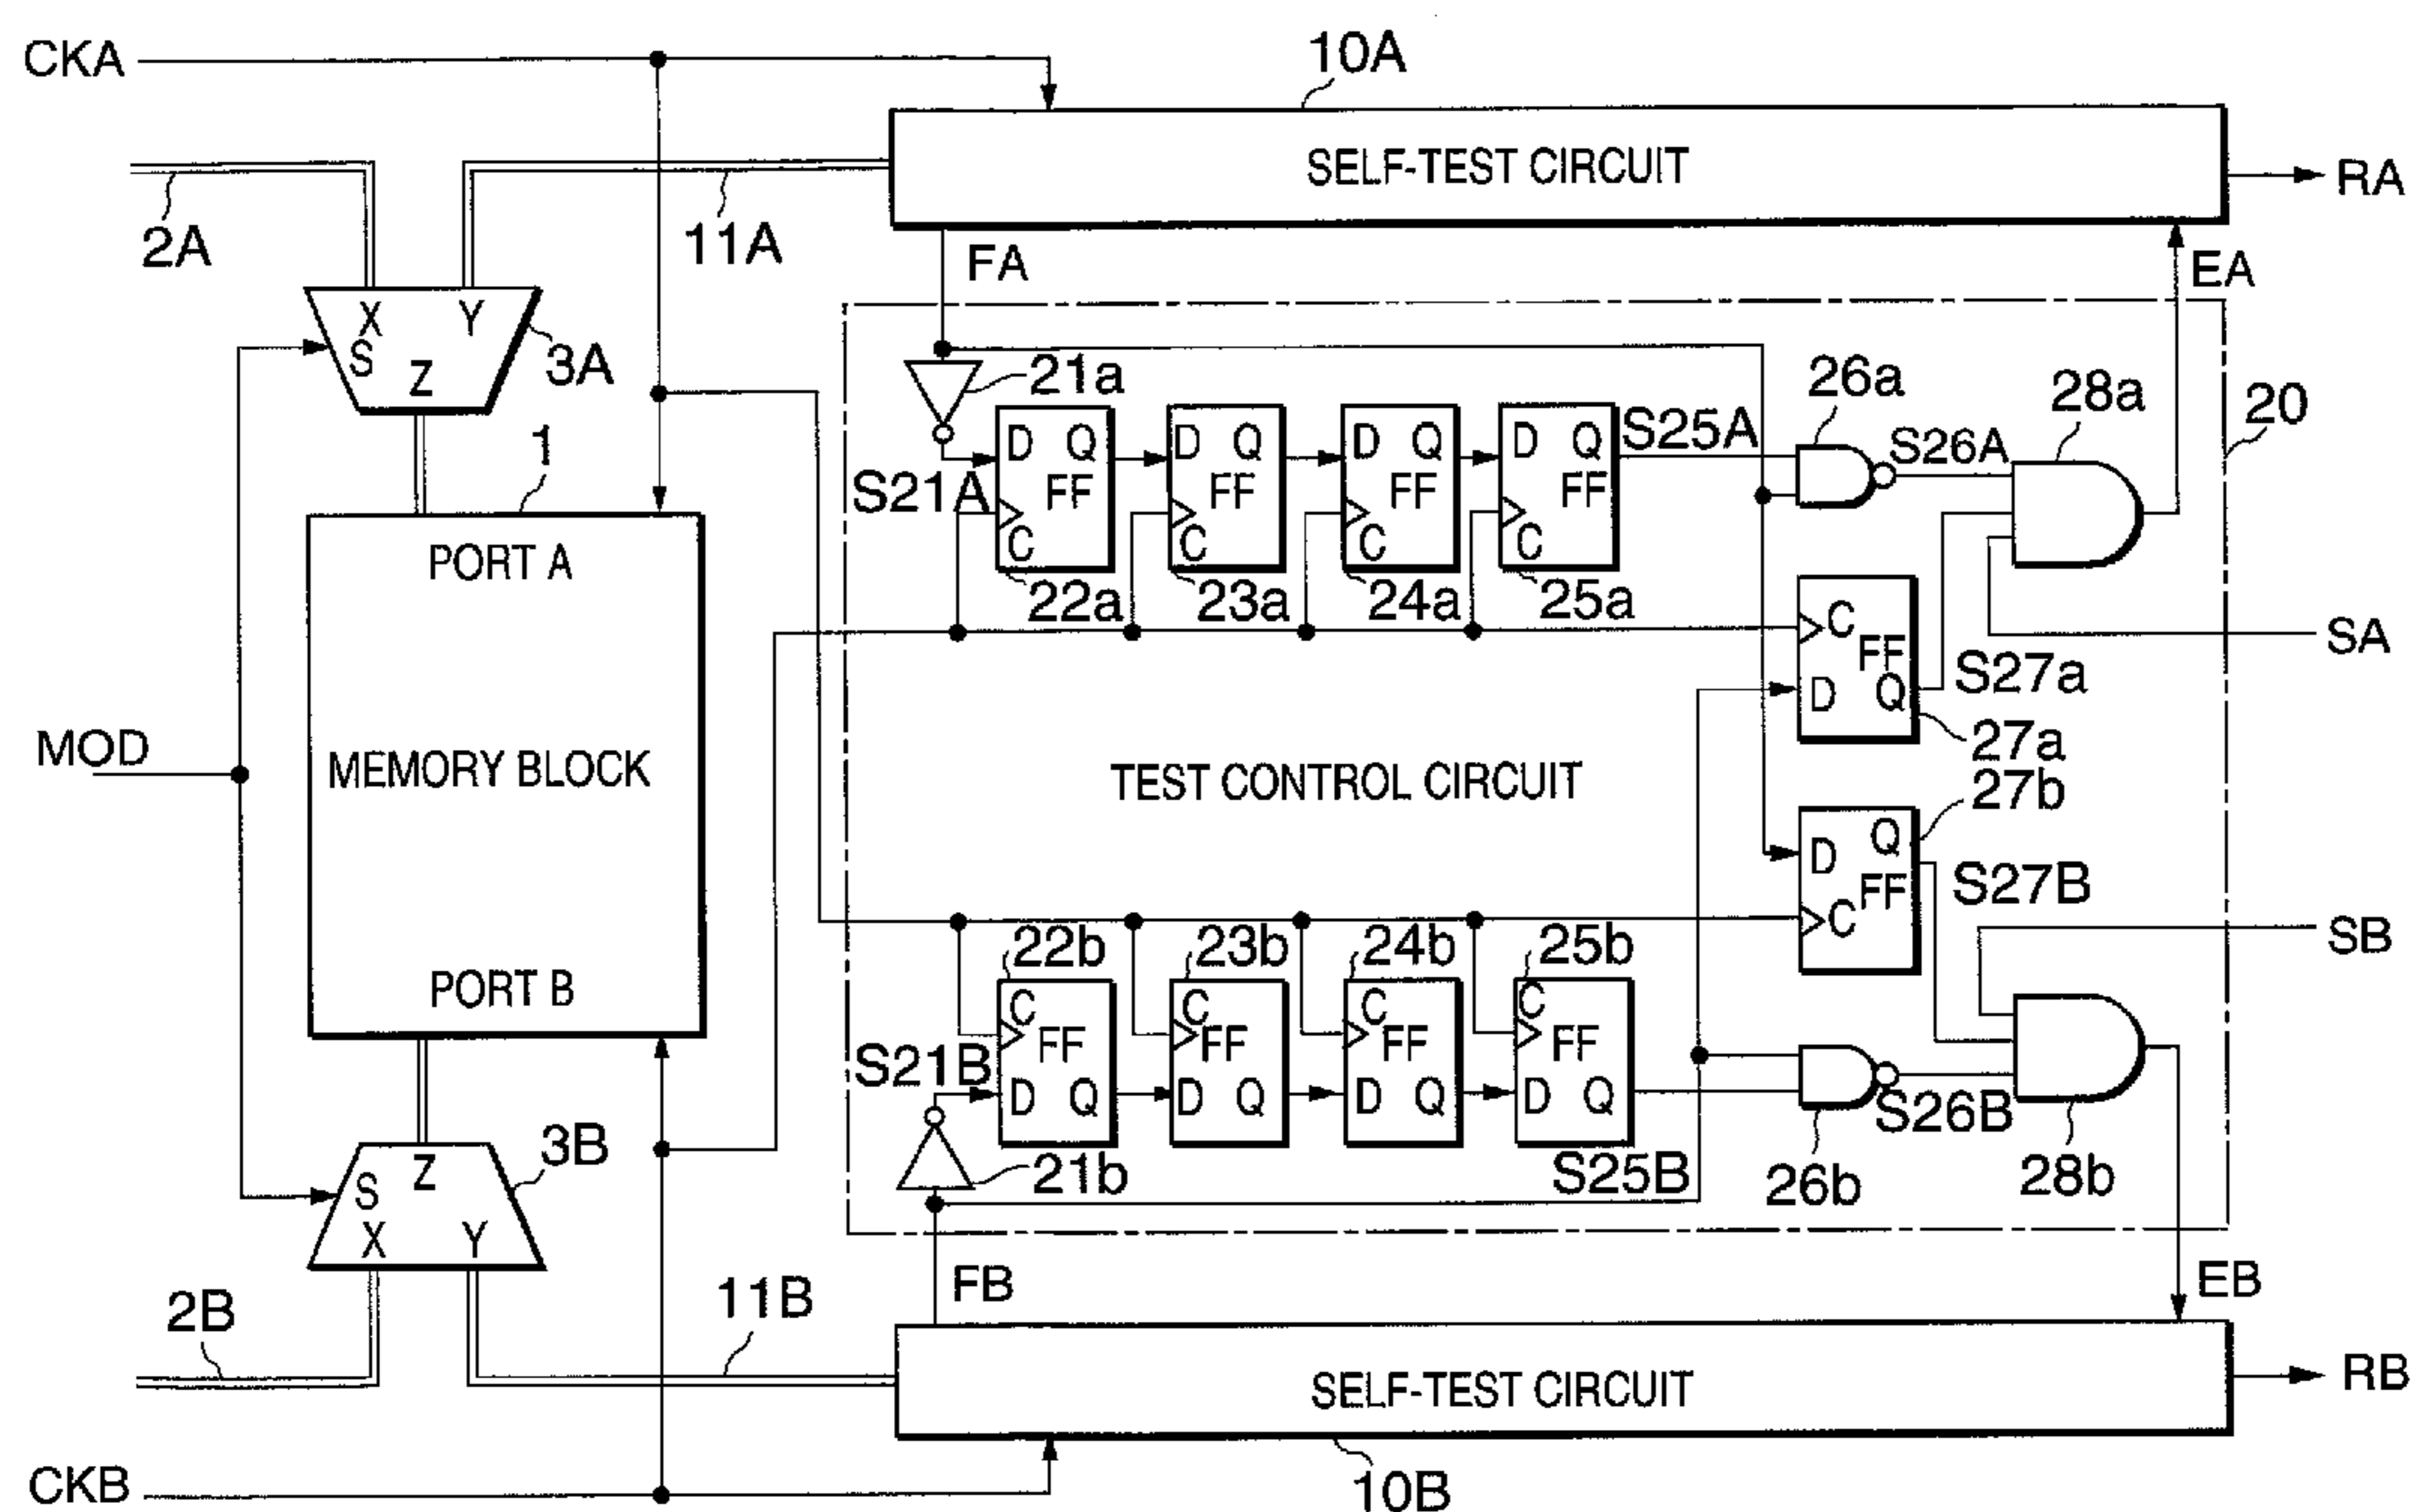 CKA
10A
SELF-TEST CIRCUIT
RA
2A
11A
FA
EA
X Y
S
Z
3A
21a
26a
28a
20
1
D Q
FF
C
D Q
FF
C
D Q
FF
C
D Q
FF
C
S25A
S26A
S21A
PORT A
22a
23a
24a
25a
C
FF
D Q
S27a
SA
27a
MOD
MEMORY BLOCK
TEST CONTROL CIRCUIT
27b
Q
D
FF
C
S27B
SB
22b
23b
24b
25b
PORT B
C
FF
D Q
C
FF
D Q
C
FF
D Q
C
FF
D Q
S21B
S26B
3B
Z
S
X Y
21b
S25B
26b
28b
2B
11B
FB
EB
SELF-TEST CIRCUIT
RB
CKB
10B